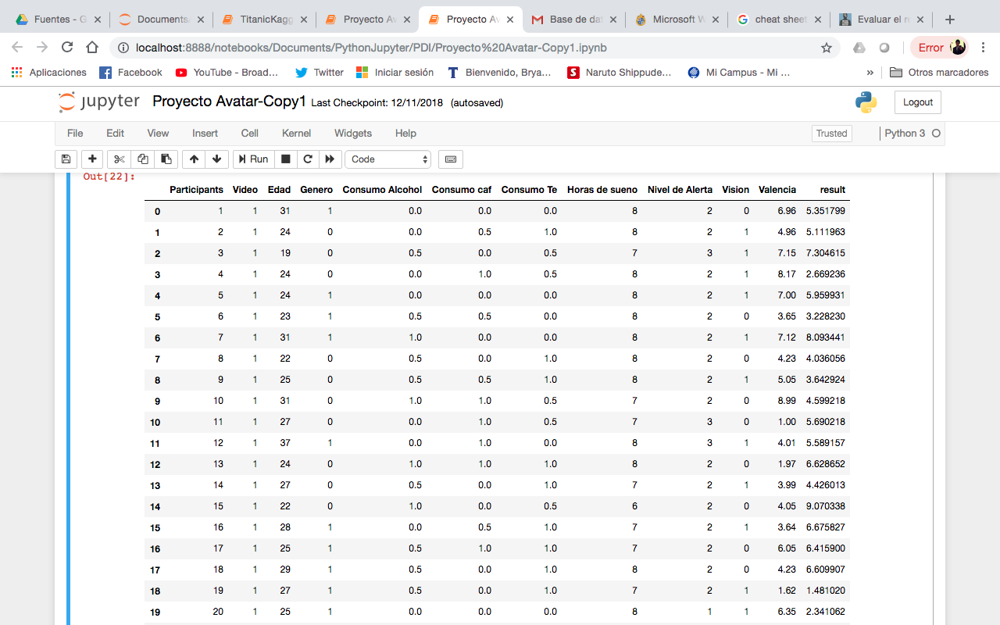 Fuentes - G
Documents
TitanicKagg
Proyecto Av
Proyecto Av
Base de dat
Microsoft W
cheat sheet
Evaluar el re
localhost:8888/notebooks/Documents/PythonJupyter/PDI/Proyecto%20Avatar-Copy1.ipynb
Error
Aplicaciones Facebook YouTube - Broad... Twitter Iniciar sesión Bienvenido, Brya... Naruto Shippude... Mi Campus - Mi ... » Otros marcadores
jupyter Proyecto Avatar-Copy1 Last Checkpoint: 12/11/2018 (autosaved) Logout
File Edit View Insert Cell Kernel Widgets Help Trusted Python 3
Run Code
Out[22]:
Participants Video Edad Genero Consumo Alcohol Consumo caf Consumo Te Horas de sueno Nivel de Alerta Vision Valencia result
0 1 1 31 1 0.0 0.0 0.0 8 2 0 6.96 5.351799
1 2 1 24 0 0.0 0.5 1.0 8 2 1 4.96 5.111963
2 3 1 19 0 0.5 0.0 0.5 7 3 1 7.15 7.304615
3 4 1 24 0 0.0 1.0 0.5 8 2 1 8.17 2.669236
4 5 1 24 1 0.0 0.0 0.0 8 2 1 7.00 5.959931
5 6 1 23 1 0.5 0.5 0.0 8 2 0 3.65 3.228230
6 7 1 31 1 1.0 0.0 0.0 8 2 1 7.12 8.093441
7 8 1 22 0 0.5 0.0 1.0 8 2 0 4.23 4.036056
8 9 1 25 0 0.5 0.5 1.0 8 2 1 5.05 3.642924
9 10 1 31 0 1.0 1.0 0.5 7 2 0 8.99 4.599218
10 11 1 27 0 0.0 1.0 0.5 7 3 0 1.00 5.690218
11 12 1 37 1 0.0 1.0 0.0 8 3 1 4.01 5.589157
12 13 1 24 0 1.0 1.0 1.0 8 2 0 1.97 6.628652
13 14 1 27 0 0.5 0.0 1.0 7 2 1 3.99 4.426013
14 15 1 22 0 1.0 0.0 0.5 6 2 0 4.05 9.070338
15 16 1 28 1 0.0 0.5 1.0 7 2 1 3.64 6.675827
16 17 1 25 1 0.5 1.0 1.0 7 2 0 6.05 6.415900
17 18 1 29 1 0.5 0.0 1.0 8 2 0 4.23 6.609907
18 19 1 27 1 0.5 0.0 1.0 7 2 1 1.62 1.481020
19 20 1 25 1 0.0 0.0 0.0 8 1 1 6.35 2.341062